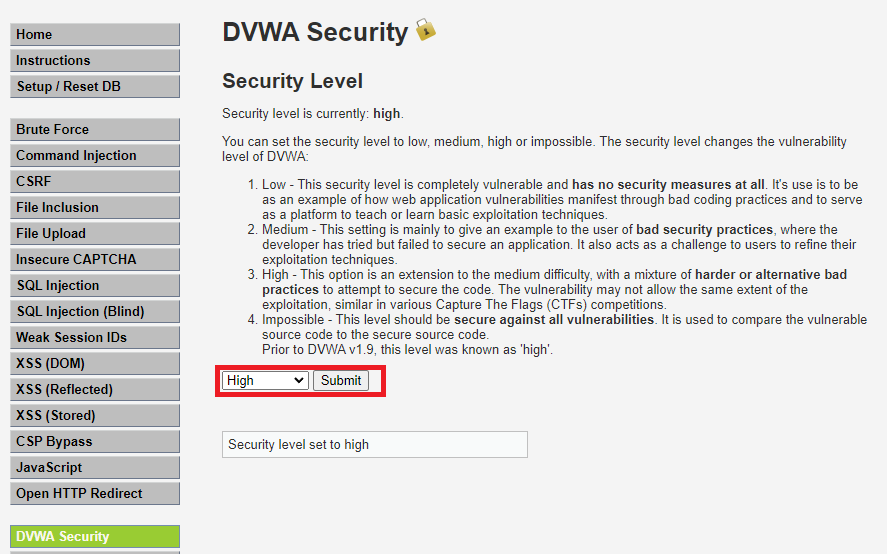 Home
Instructions
Setup / Reset DB
Brute Force
Command Injection
CSRF
File Inclusion
File Upload
Insecure CAPTCHA
SQL Injection
SQL Injection (Blind)
Weak Session IDs
XSS (DOM)
XSS (Reflected)
XSS (Stored)
CSP Bypass
JavaScript
Open HTTP Redirect
DVWA Security
DVWA Security
Security Level
Security level is currently: high.
You can set the security level to low, medium, high or impossible. The security level changes the vulnerability
level of DVWA:
1. Low - This security level is completely vulnerable and has no security measures at all. It's use is to be
as an example of how web application vulnerabilities manifest through bad coding practices and to serve
as a platform to teach or learn basic exploitation techniques.
2. Medium - This setting is mainly to give an example to the user of bad security practices, where the
developer has tried but failed to secure an application. It also acts as a challenge to users to refine their
exploitation techniques.
3. High - This option is an extension to the medium difficulty, with a mixture of harder or alternative bad
practices to attempt to secure the code. The vulnerability may not allow the same extent of the
exploitation, similar in various Capture The Flags (CTFs) competitions.
4. Impossible - This level should be secure against all vulnerabilities. It is used to compare the vulnerable
source code to the secure source code.
Prior to DVWA v1.9, this level was known as 'high'.
High Submit
Security level set to high